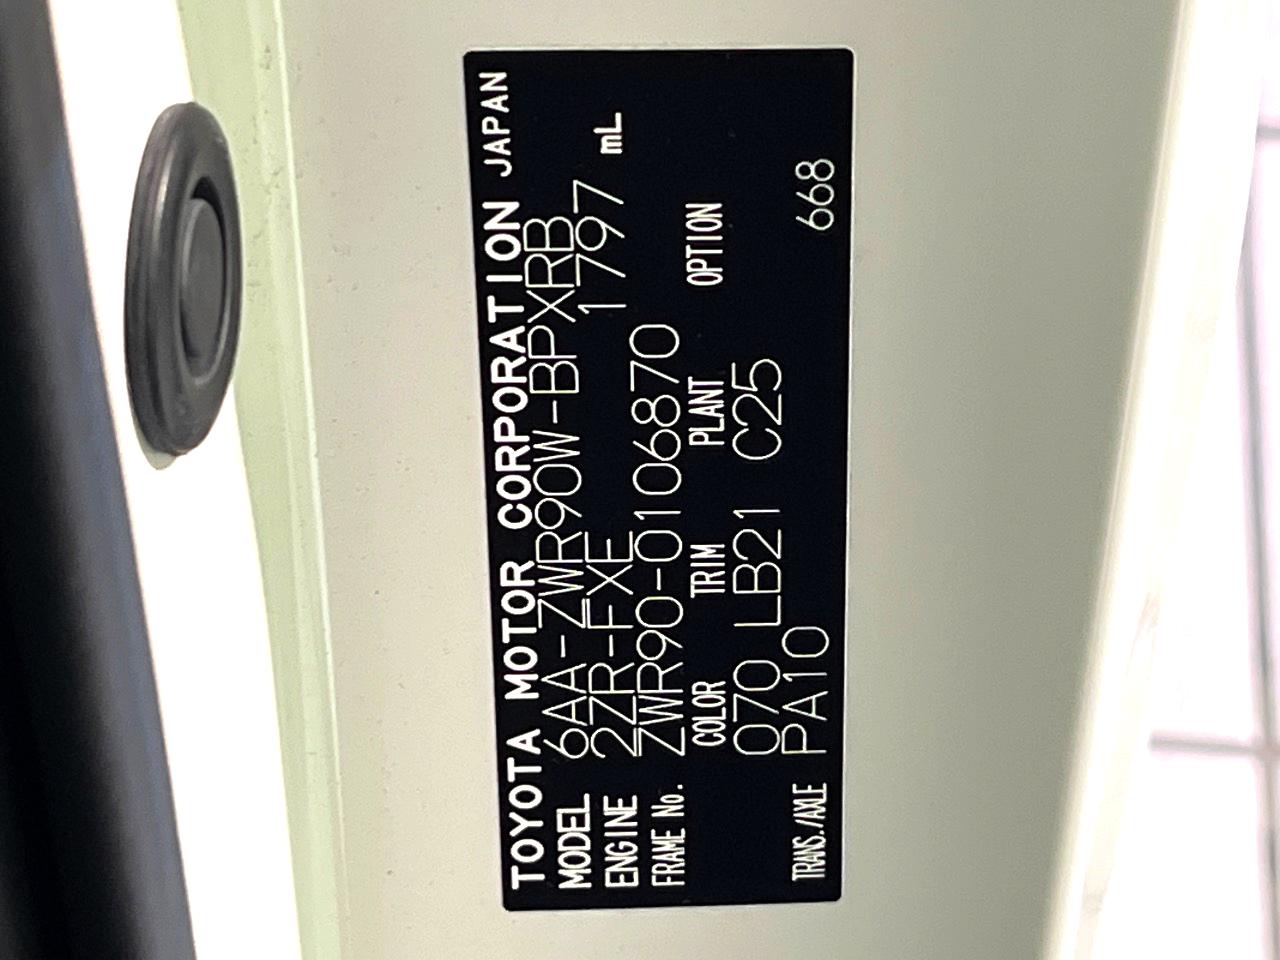 TOYOTA MOTOR CORPORATION JAPAN
MODEL 6AA-ZWR90W-BPXRB
ENGINE 2ZR-FXE 1797 mL
FRAME No. ZWR90-0106870
COLOR TRIM PLANT OPTION
070 LB21 C25
TRANS./AXLE PA10 668